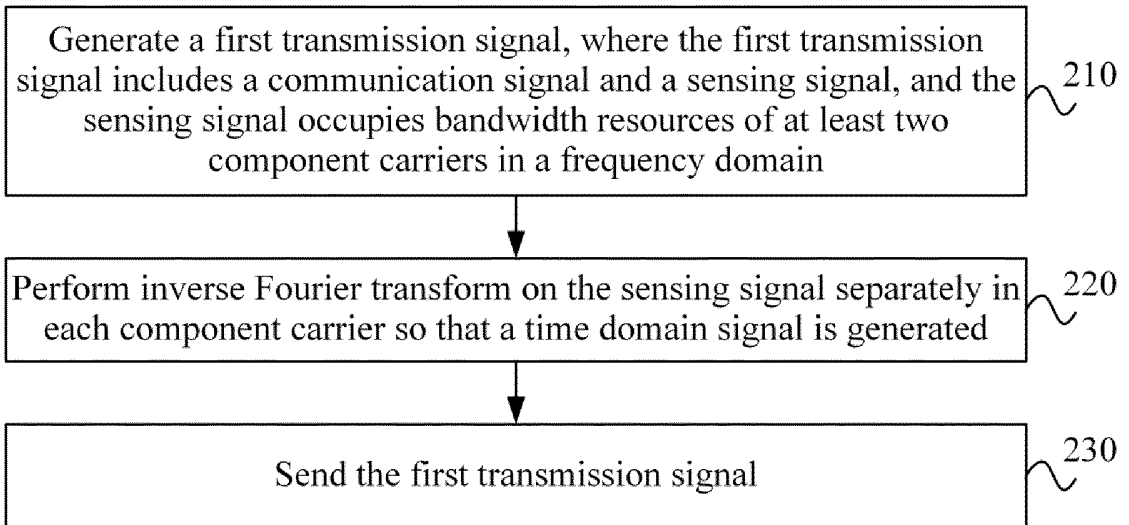 Generate a first transmission signal, where the first transmission
signal includes a communication signal and a sensing signal, and the
sensing signal occupies bandwidth resources of at least two
component carriers in a frequency domain
210
Perform inverse Fourier transform on the sensing signal separately in
each component carrier so that a time domain signal is generated
220
Send the first transmission signal
230